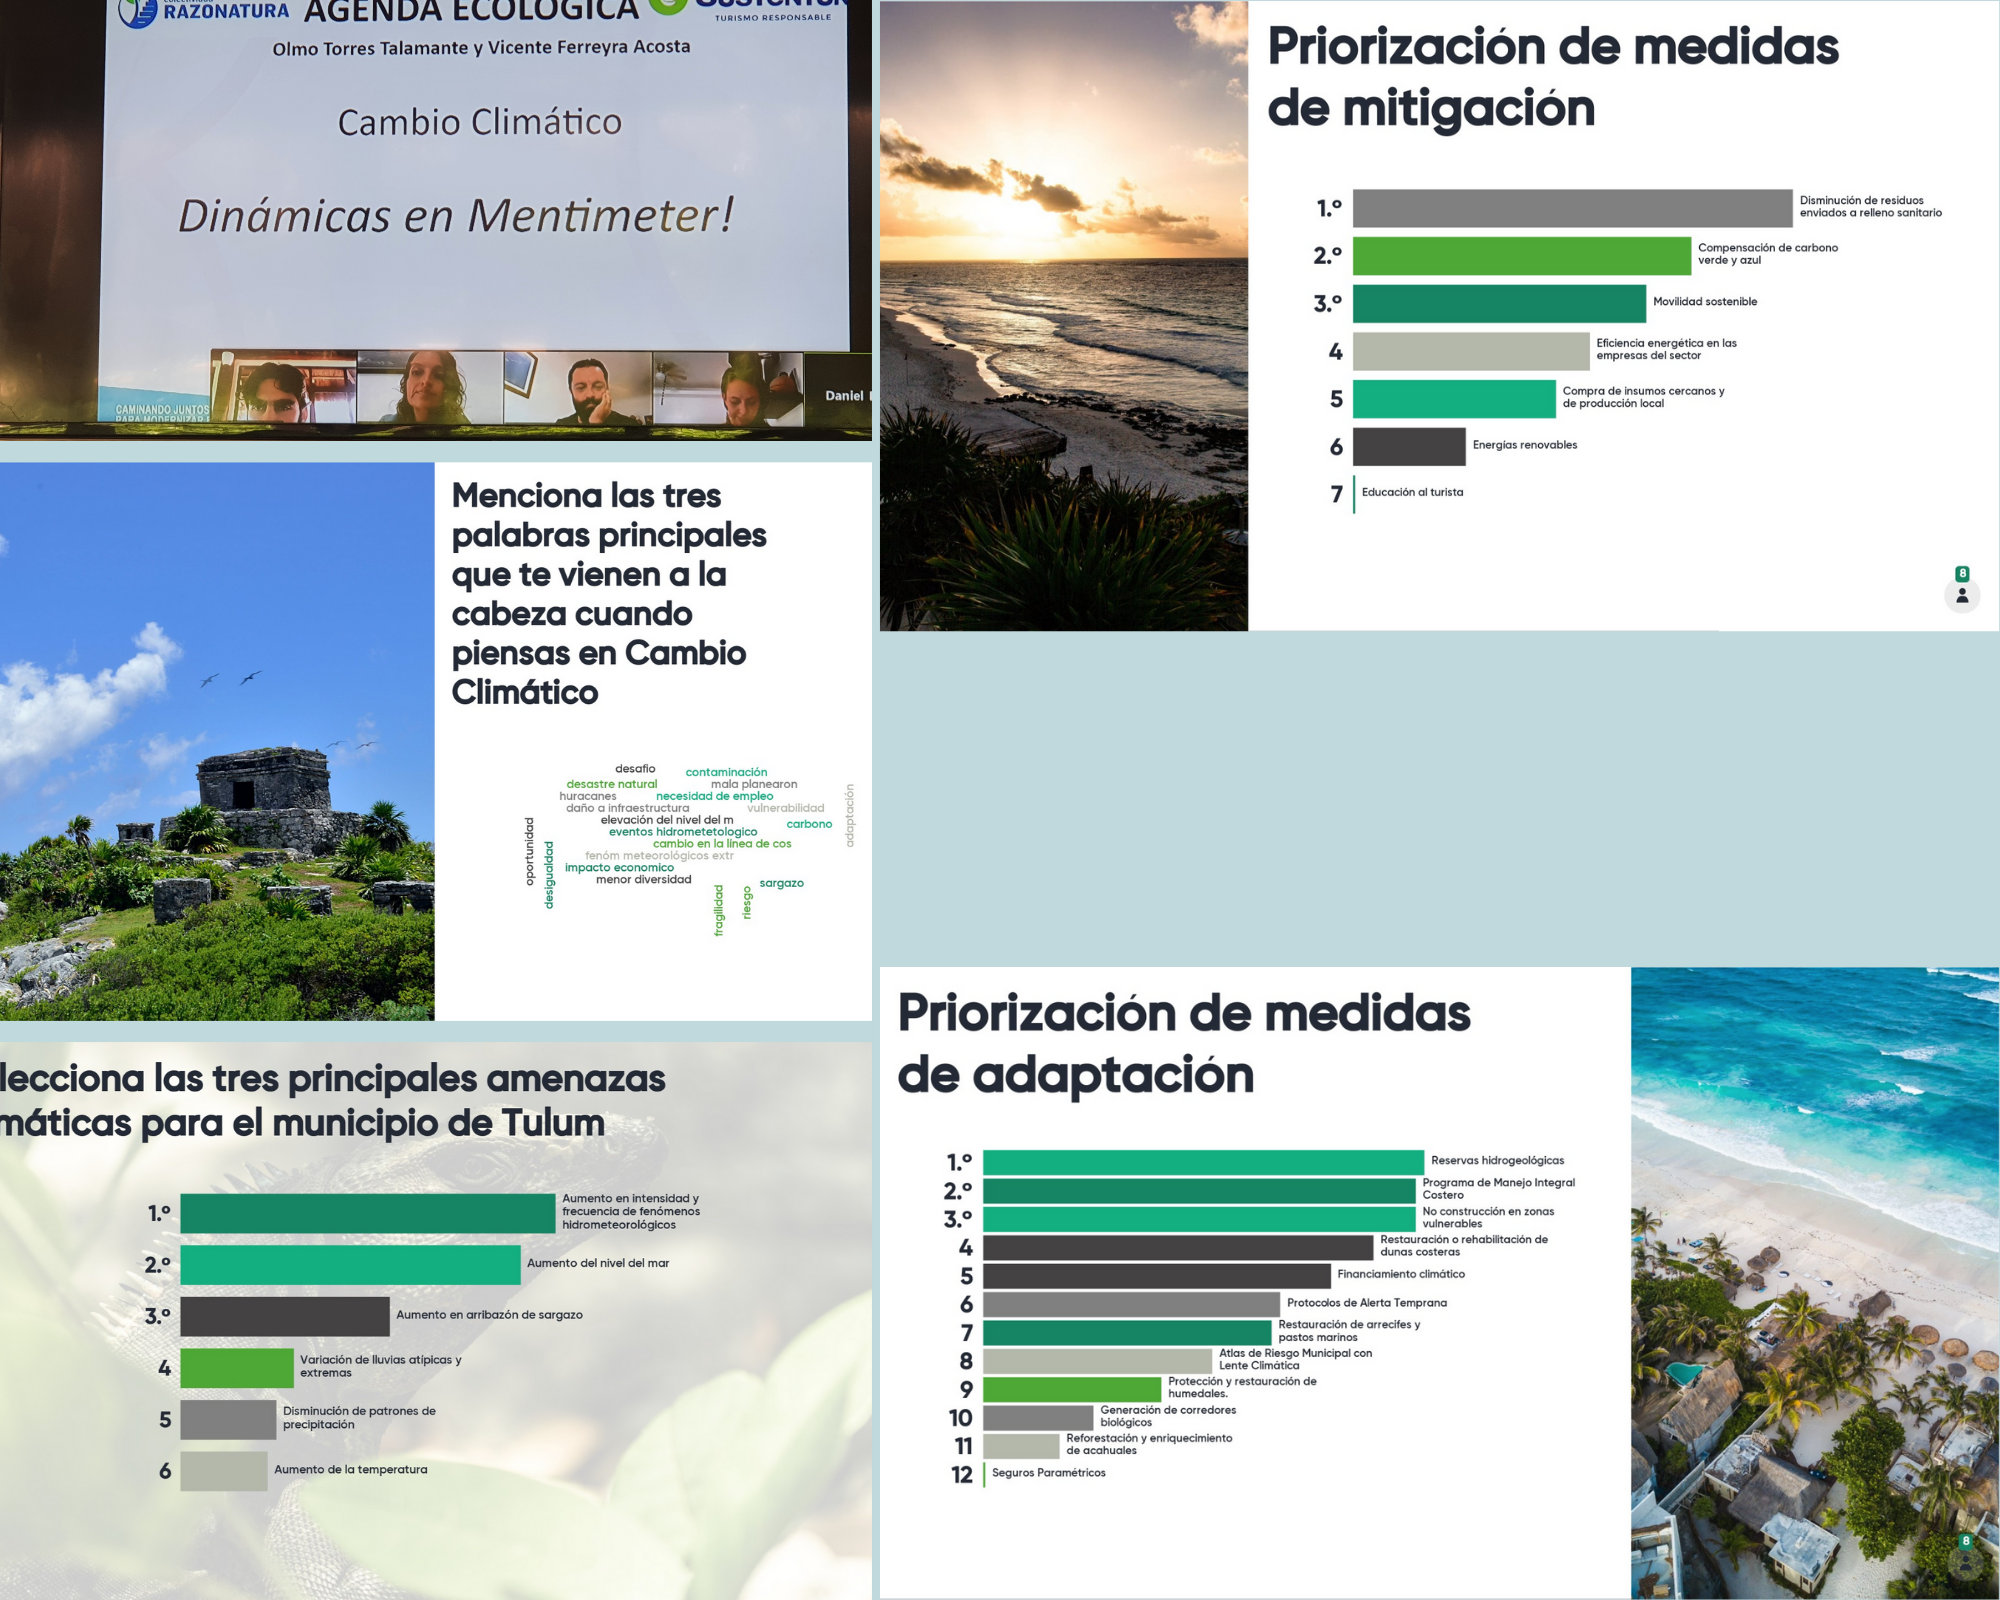 RAZONATURA
AGENDA ECOLÓGICA
TURISMO RESPONSABLE
Olmo Torres Talamante y Vicente Ferreyra Acosta
Cambio Climático
Dinámicas en Mentimeter!
Daniel
CAMINANDO JUNTOS
PARA MODERNIZAR
Menciona las tres
palabras principales
que te vienen a la
cabeza cuando
piensas en Cambio
Climático
desafio
contaminación
desastre natural
mala planearon
huracanes
necesidad de empleo
daño a infraestructura
vulnerabilidad
adaptación
elevación del nivel del m
carbono
eventos hidrometetologico
cambio en la línea de cos
oportunidad
desigualdad
fenóm meteorológicos extr
impacto economico
menor diversidad
sargazo
fragilidad
riesgo
lecciona las tres principales amenazas
máticas para el municipio de Tulum
1.º Aumento en intensidad y
frecuencia de fenómenos
hidrometeorológicos
2.º Aumento del nivel del mar
3.º Aumento en arribazón de sargazo
4 Variación de lluvias atípicas y
extremas
5 Disminución de patrones de
precipitación
6 Aumento de la temperatura
Priorización de medidas
de mitigación
1.º Disminución de residuos
enviados a relleno sanitario
2.º Compensación de carbono
verde y azul
3.º Movilidad sostenible
4 Eficiencia energética en las
empresas del sector
5 Compra de insumos cercanos y
de producción local
6 Energías renovables
7 Educación al turista
8
Priorización de medidas
de adaptación
1.º Reservas hidrogeológicas
2.º Programa de Manejo Integral
Costero
3.º No construcción en zonas
vulnerables
4 Restauración o rehabilitación de
dunas costeras
5 Financiamiento climático
6 Protocolos de Alerta Temprana
7 Restauración de arrecifes y
pastos marinos
8 Atlas de Riesgo Municipal con
Lente Climática
9 Protección y restauración de
humedales.
10 Generación de corredores
biológicos
11 Reforestación y enriquecimiento
de acahuales
12 Seguros Paramétricos
8